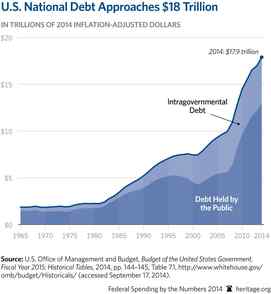 U.S. National Debt Approaches $18 Trillion
IN TRILLIONS OF 2014 INFLATION-ADJUSTED DOLLARS
$20
2014: $17.9 trillion
$15
Intragovernmental
Debt
$10
$5
Debt Held by
the Public
$0
1965 1970 1975 1980 1985 1990 1995 2000 2005 2010 2014
Source: U.S. Office of Management and Budget, Budget of the United States Government,
Fiscal Year 2015: Historical Tables, 2014, pp. 144–145, Table 7.1, http://www.whitehouse.gov/
omb/budget/Historicals/ (accessed September 17, 2014).
Federal Spending by the Numbers 2014 heritage.org